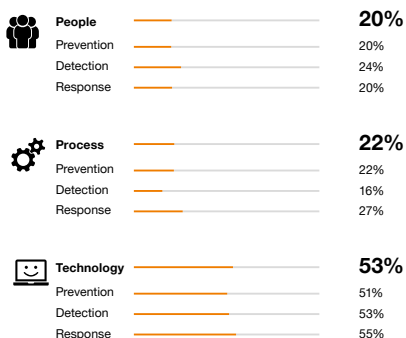 People 20%
Prevention 20%
Detection 24%
Response 20%
Process 22%
Prevention 22%
Detection 16%
Response 27%
Technology 53%
Prevention 51%
Detection 53%
Response 55%